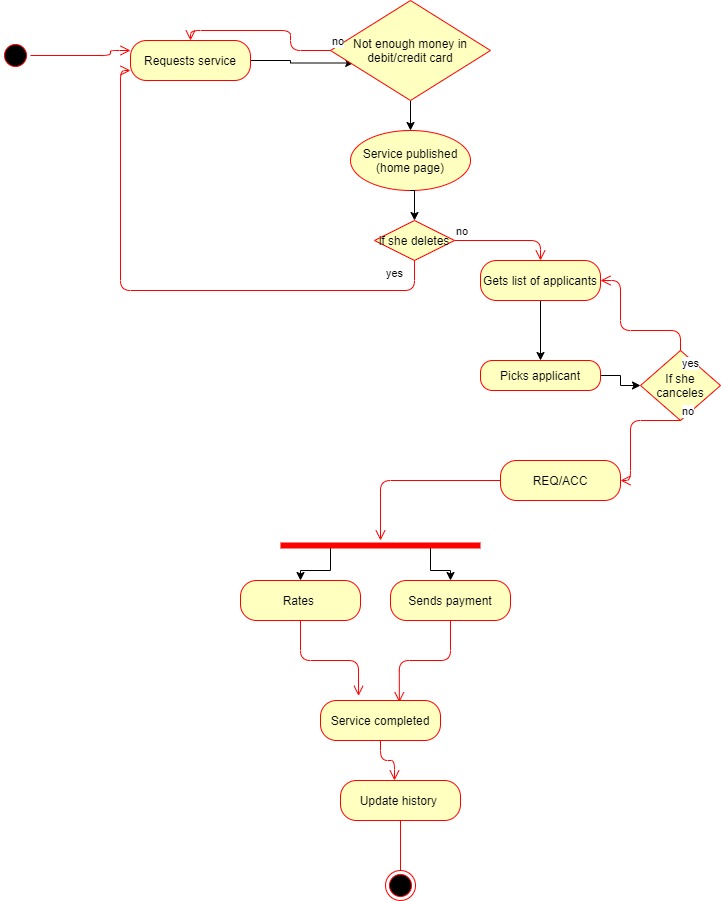 no
Not enough money in
debit/credit card
Requests service
Service published
(home page)
If she deletes
no
yes
Gets list of applicants
Picks applicant
yes
If she
canceles
no
REQ/ACC
Rates
Sends payment
Service completed
Update history